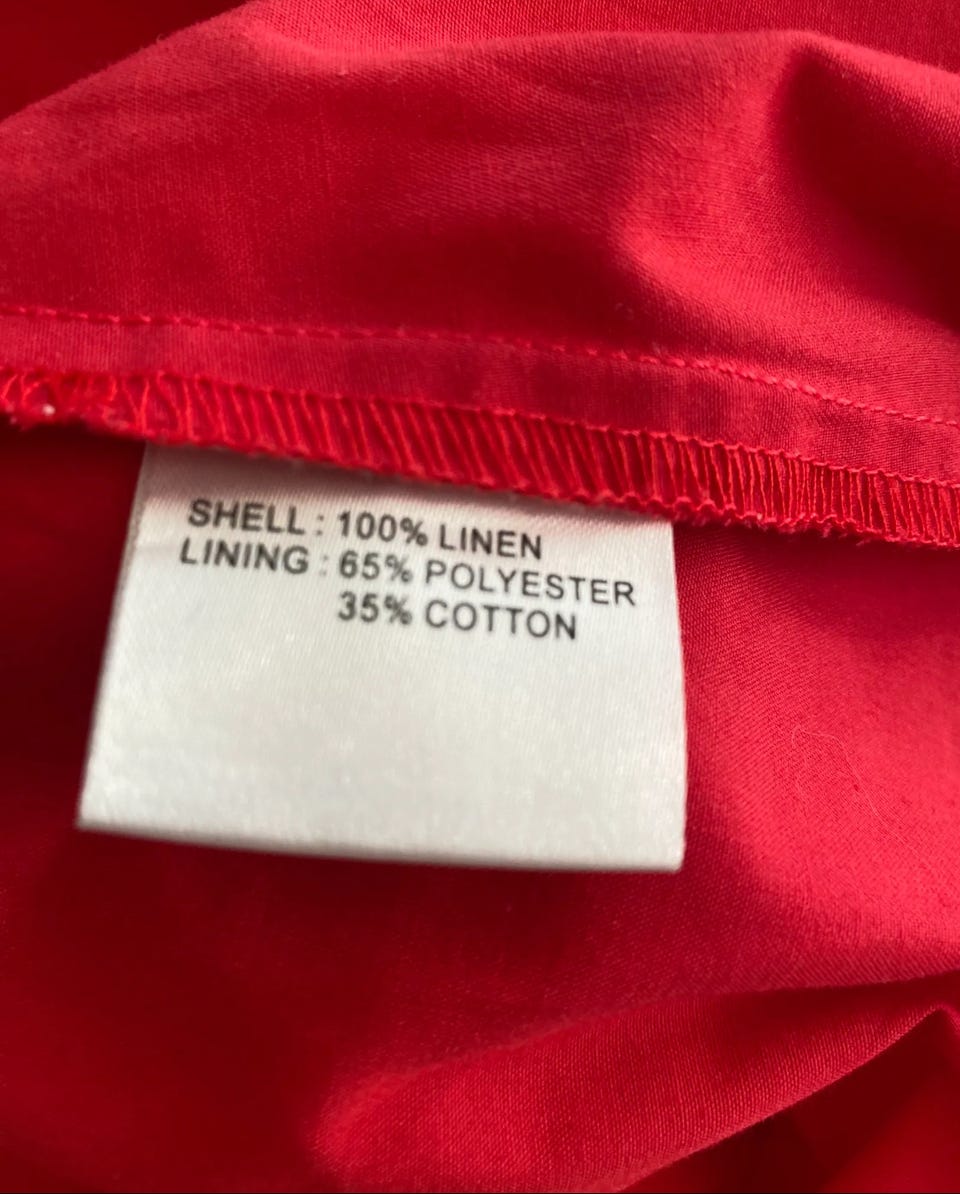 SHELL : 100% LINEN
LINING : 65% POLYESTER
35% COTTON